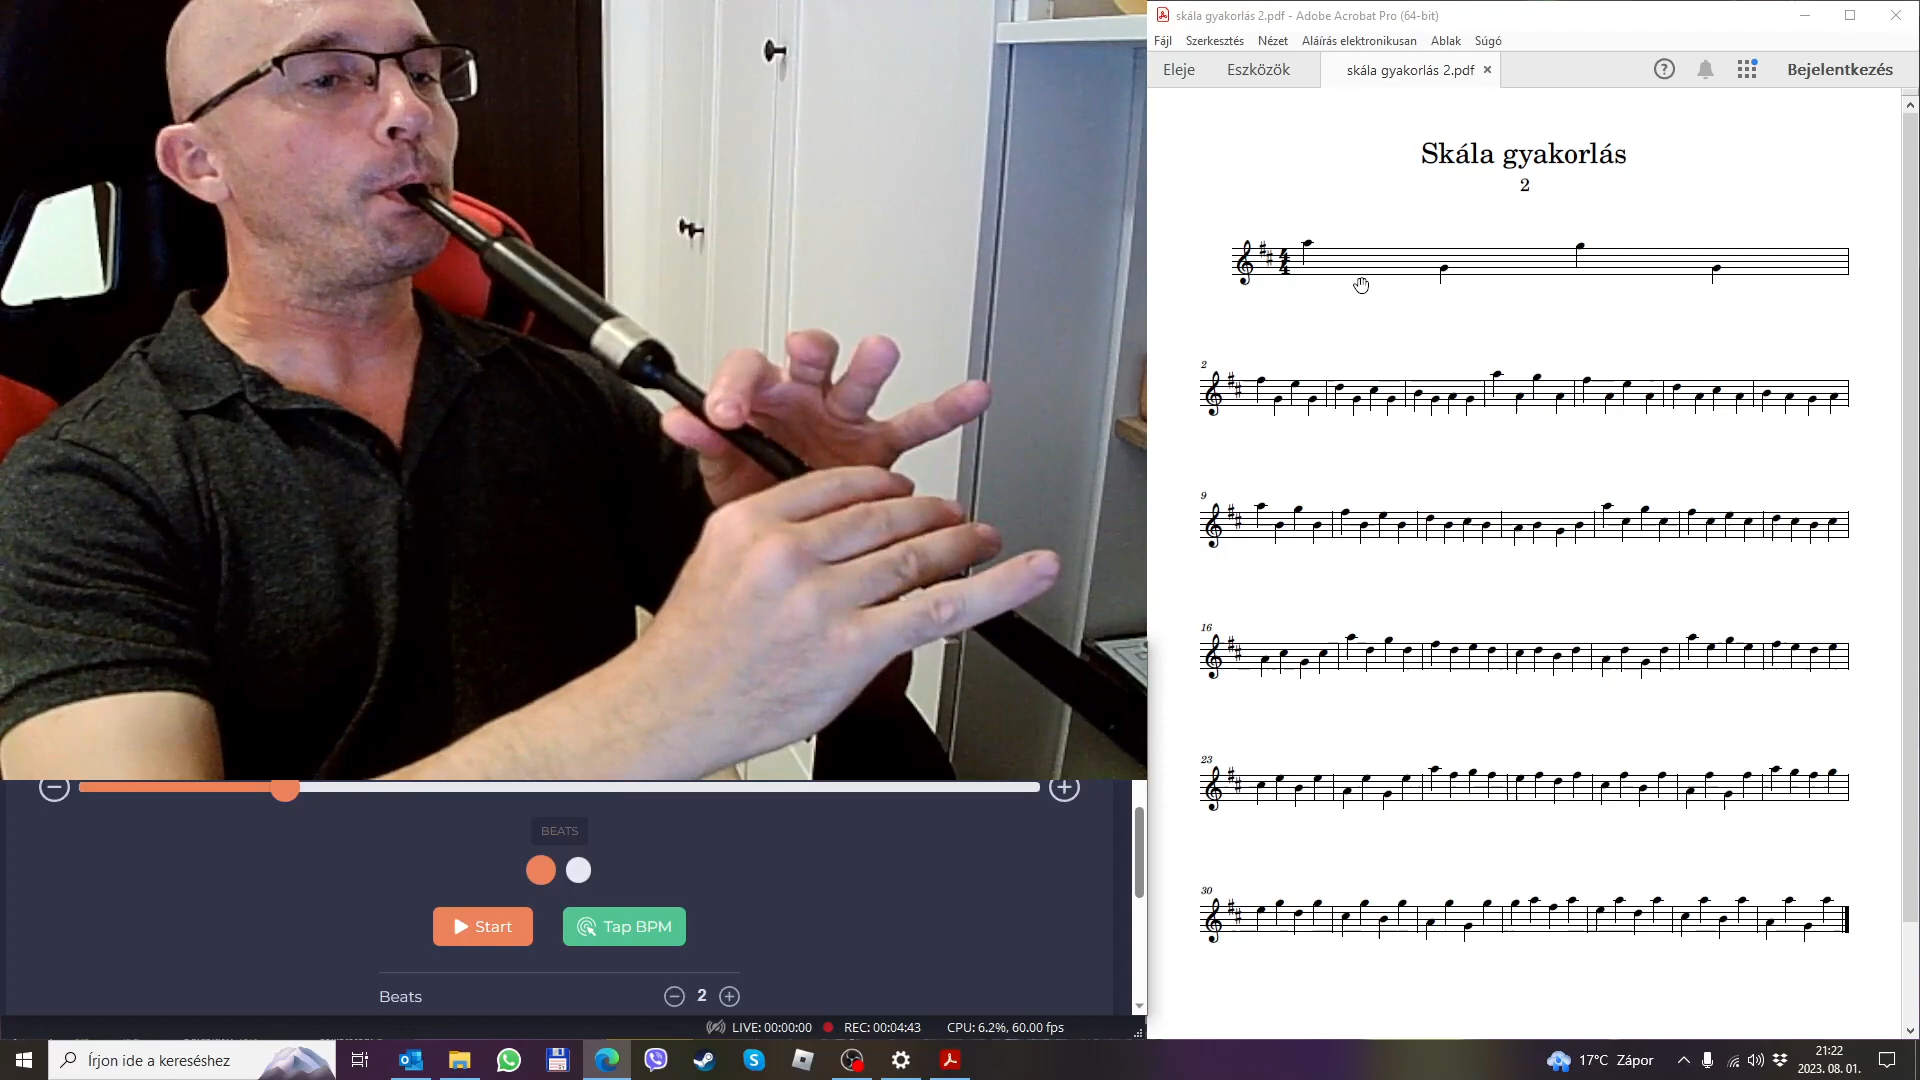 skála gyakorlás 2.pdf - Adobe Acrobat Pro (64-bit)
Fájl Szerkesztés Nézet Aláírás elektronikusan Ablak Súgó
Eleje Eszközök skála gyakorlás 2.pdf Bejelentkezés
Skála gyakorlás
2
2
9
16
23
30
BEATS
Start
Tap BPM
Beats 2
LIVE: 00:00:00 REC: 00:04:43 CPU: 6.2%, 60.00 fps
Írjon ide a kereséshez
17°C Zápor
21:22
2023. 08. 01.